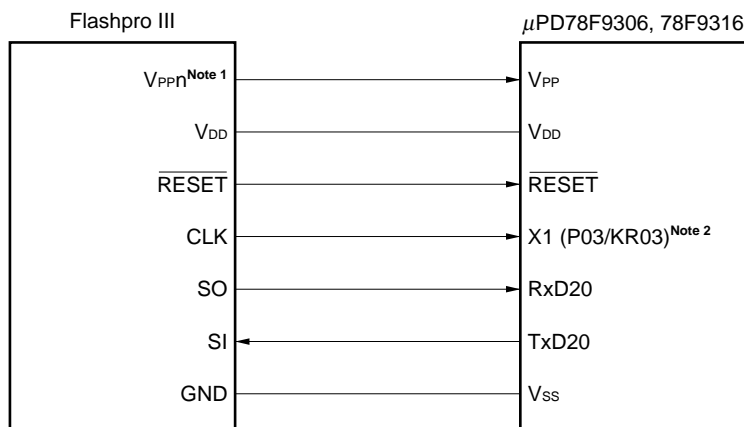 Flashpro III
μPD78F9306, 78F9316
VPPnNote 1
VPP
VDD
VDD
RESET
RESET
CLK
X1 (P03/KR03)Note 2
SO
RxD20
SI
TxD20
GND
VSS